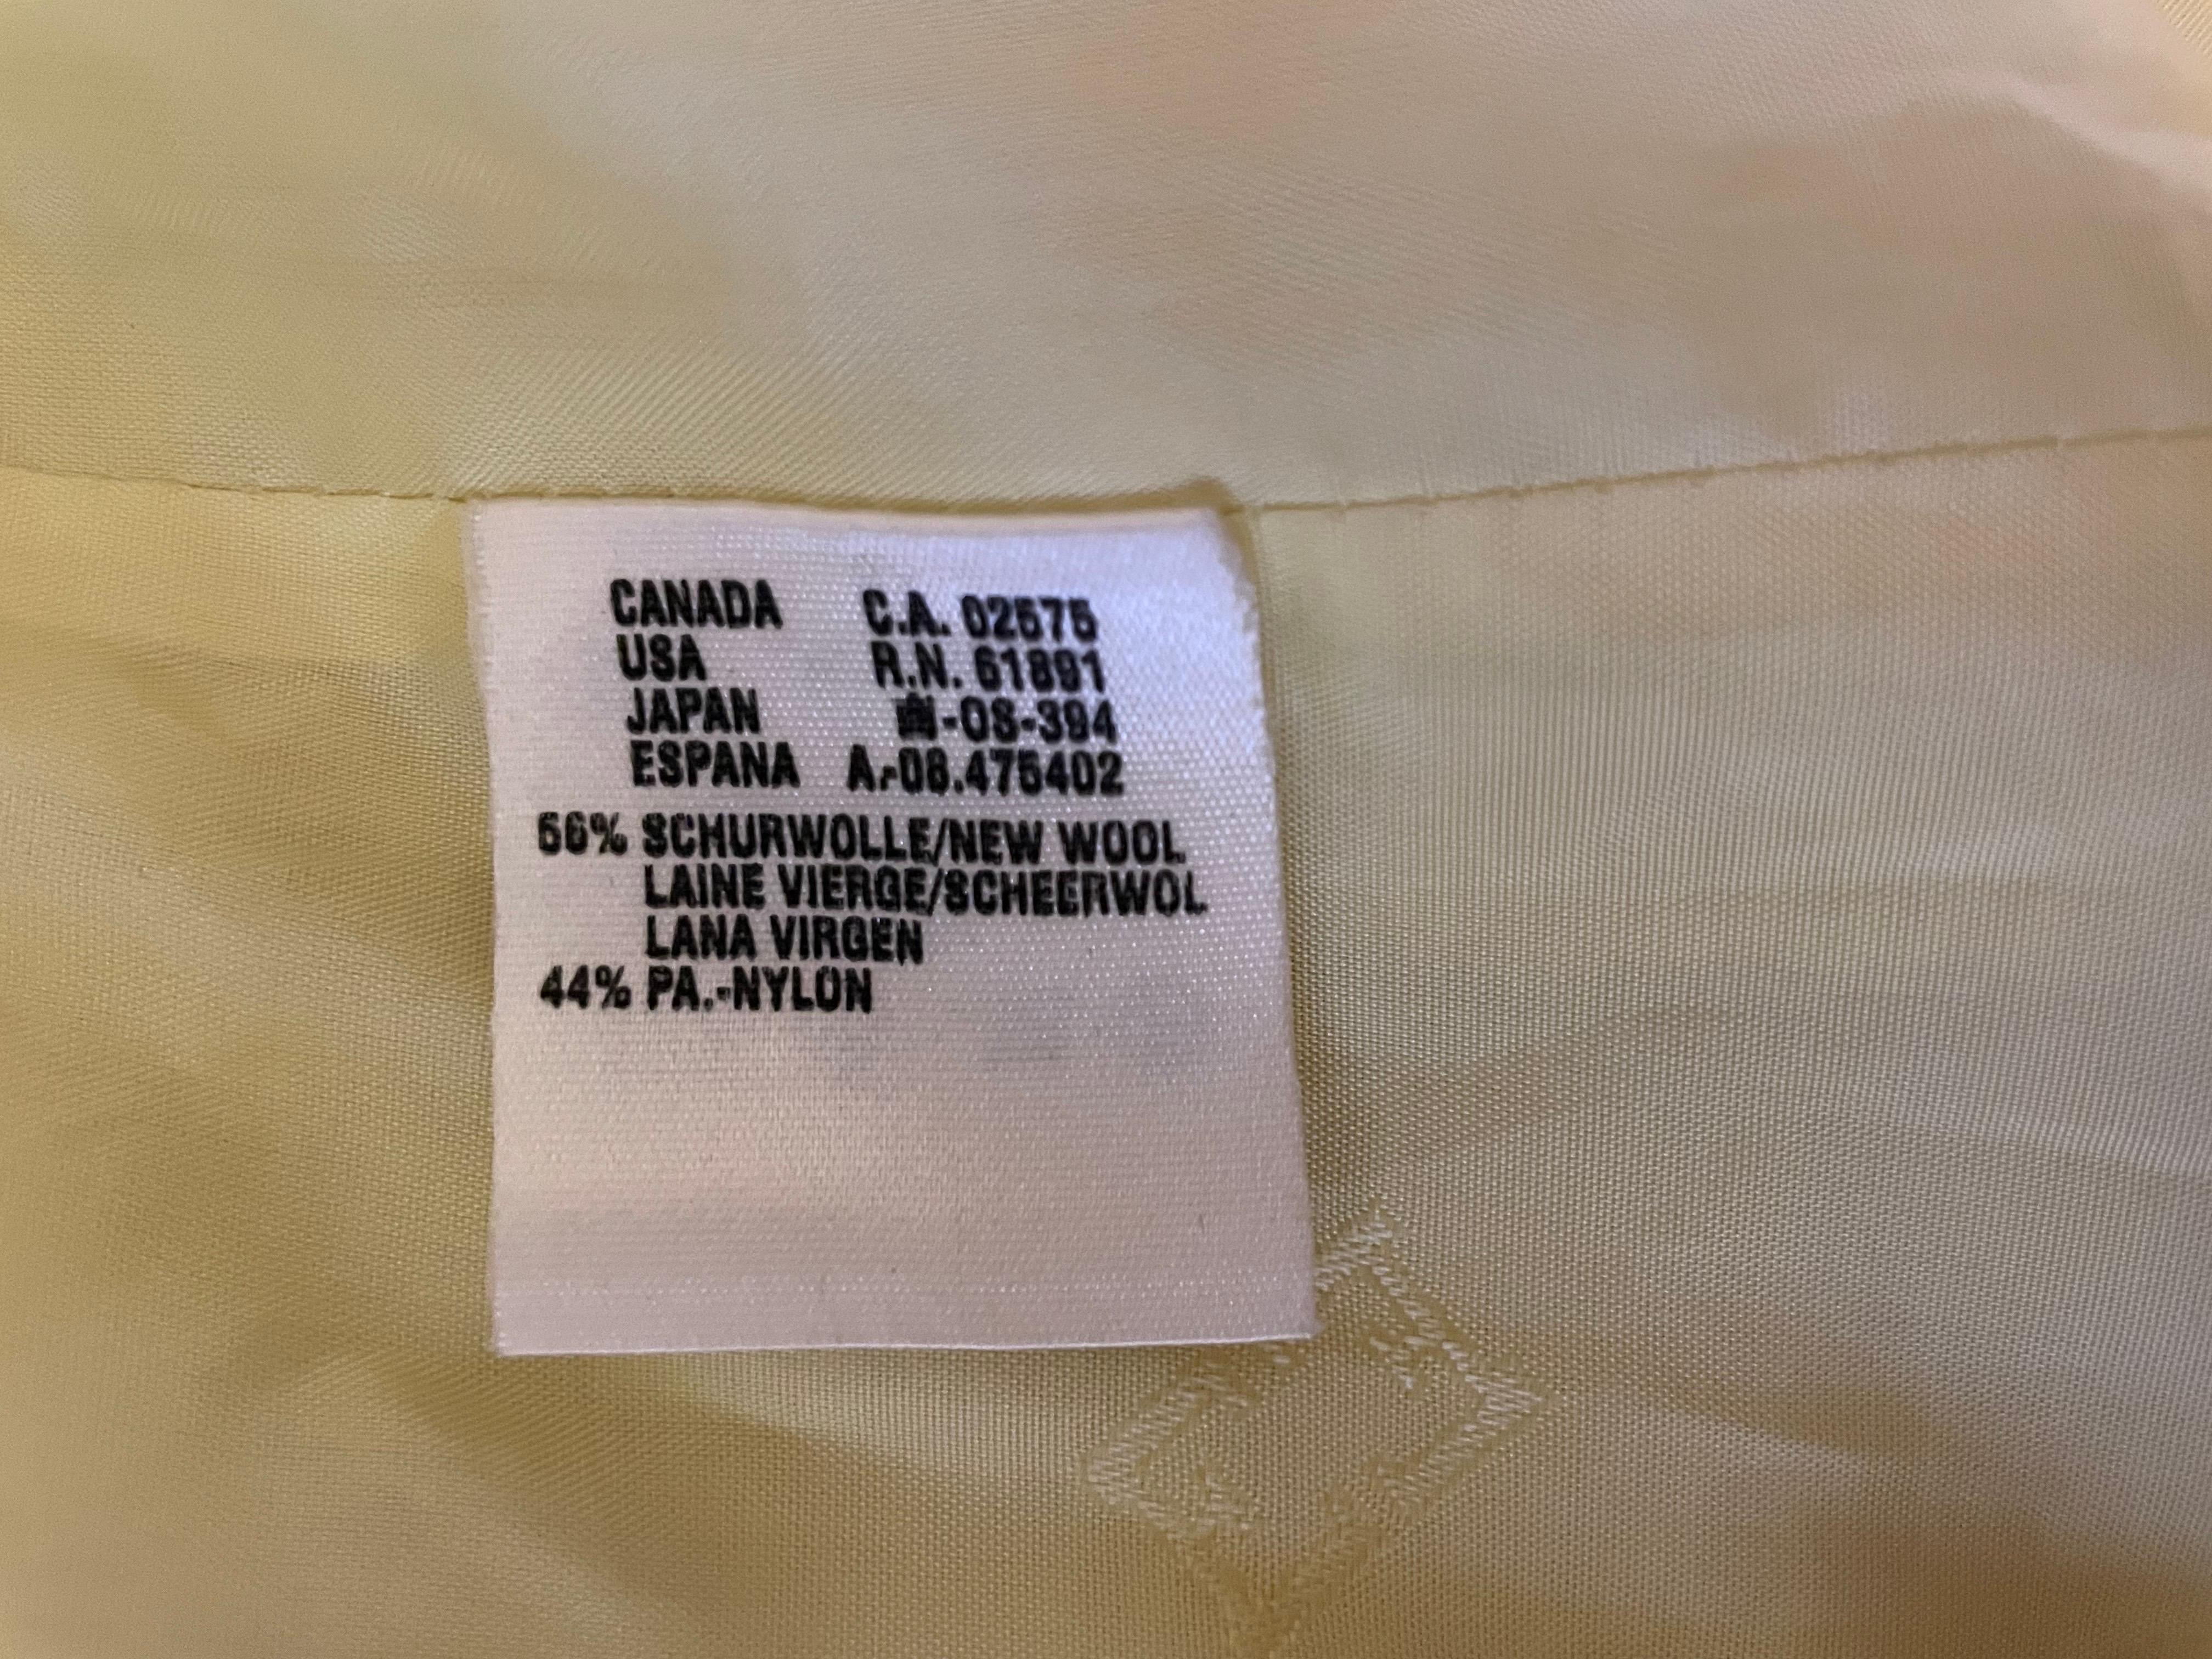 CANADA C.A. 02575
USA R.N. 61891
JAPAN -08-394
ESPANA A.-08.475402
56% SCHURWOLLE/NEW WOOL
LAINE VIERGE/SCHEERWOL
LANA VIRGEN
44% PA.-NYLON